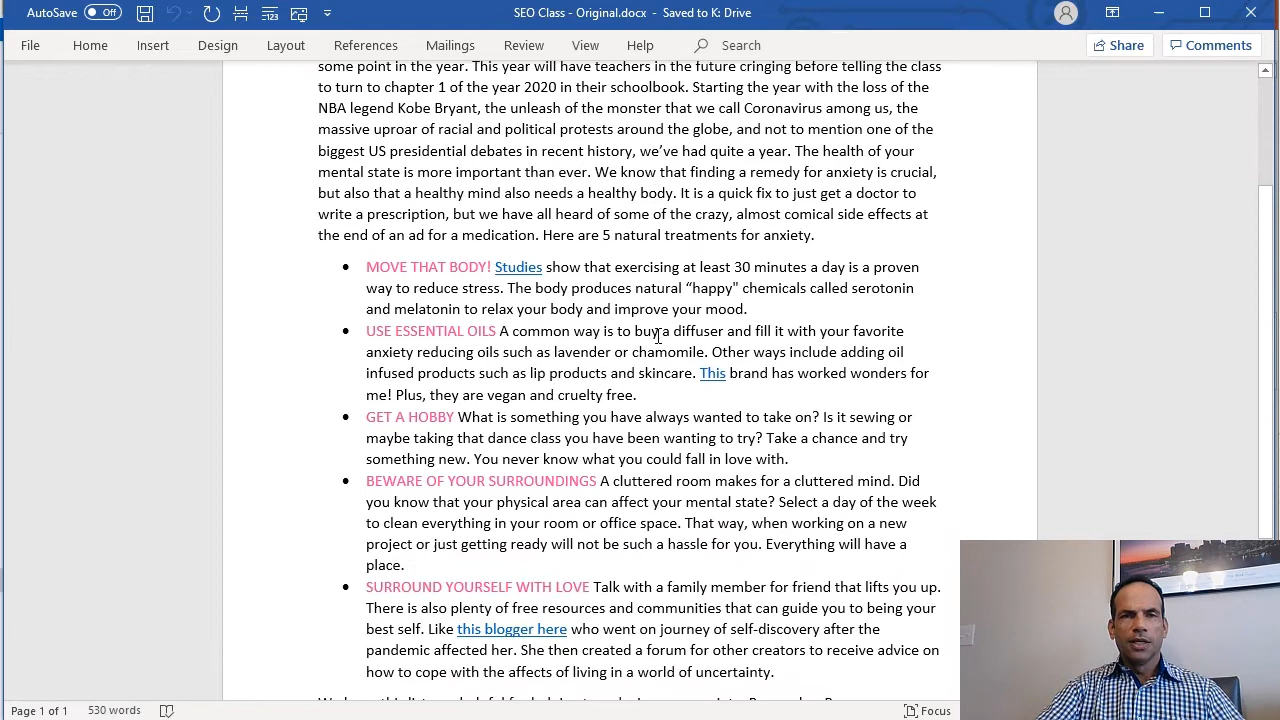 AutoSave Off SEO Class - Original.docx - Saved to K: Drive
File Home Insert Design Layout References Mailings Review View Help Search Share Comments
some point in the year. This year will have teachers in the future cringing before telling the class
to turn to chapter 1 of the year 2020 in their schoolbook. Starting the year with the loss of the
NBA legend Kobe Bryant, the unleash of the monster that we call Coronavirus among us, the
massive uproar of racial and political protests around the globe, and not to mention one of the
biggest US presidential debates in recent history, we’ve had quite a year. The health of your
mental state is more important than ever. We know that finding a remedy for anxiety is crucial,
but also that a healthy mind also needs a healthy body. It is a quick fix to just get a doctor to
write a prescription, but we have all heard of some of the crazy, almost comical side effects at
the end of an ad for a medication. Here are 5 natural treatments for anxiety.
• MOVE THAT BODY! Studies show that exercising at least 30 minutes a day is a proven
way to reduce stress. The body produces natural “happy" chemicals called serotonin
and melatonin to relax your body and improve your mood.
• USE ESSENTIAL OILS A common way is to buy a diffuser and fill it with your favorite
anxiety reducing oils such as lavender or chamomile. Other ways include adding oil
infused products such as lip products and skincare. This brand has worked wonders for
me! Plus, they are vegan and cruelty free.
• GET A HOBBY What is something you have always wanted to take on? Is it sewing or
maybe taking that dance class you have been wanting to try? Take a chance and try
something new. You never know what you could fall in love with.
• BEWARE OF YOUR SURROUNDINGS A cluttered room makes for a cluttered mind. Did
you know that your physical area can affect your mental state? Select a day of the week
to clean everything in your room or office space. That way, when working on a new
project or just getting ready will not be such a hassle for you. Everything will have a
place.
• SURROUND YOURSELF WITH LOVE Talk with a family member for friend that lifts you up.
There is also plenty of free resources and communities that can guide you to being your
best self. Like this blogger here who went on journey of self-discovery after the
pandemic affected her. She then created a forum for other creators to receive advice on
how to cope with the affects of living in a world of uncertainty.
Page 1 of 1 530 words Focus